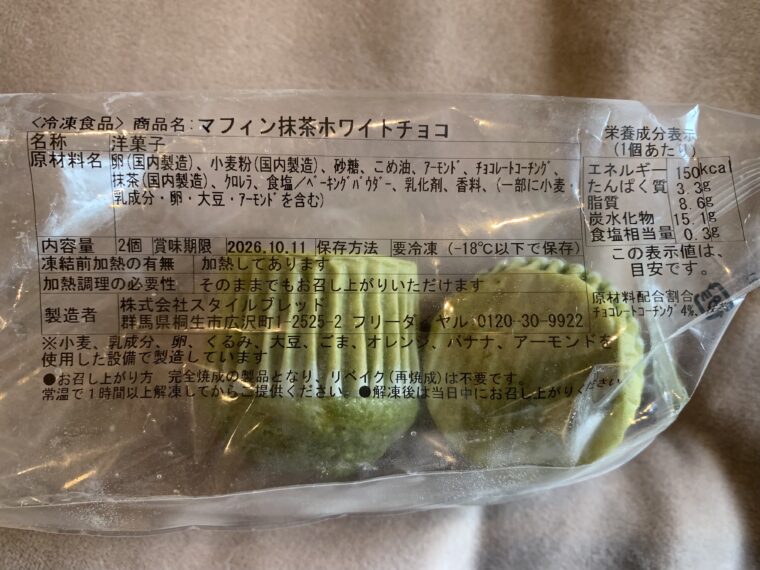 〈冷凍食品〉商品名:マフィン抹茶ホワイトチョコ
名称 洋菓子
原材料名 卵(国内製造)、小麦粉(国内製造)、砂糖、こめ油、アーモンド、チョコレートコーチング、
抹茶(国内製造)、クロレラ、食塩/ベーキングパウダー、乳化剤、香料、(一部に小麦・
乳成分・卵・大豆・アーモンドを含む)
内容量 2個 賞味期限 2026.10.11 保存方法 要冷凍(-18℃以下で保存)
凍結前加熱の有無 加熱してあります
加熱調理の必要性 そのままでもお召し上がりいただけます
製造者 株式会社スタイルブレッド
群馬県桐生市広沢町1-2525-2 フリーダイヤル 0120-30-9922
※小麦、乳成分、卵、くるみ、大豆、ごま、オレンジ、バナナ、アーモンドを
使用した設備で製造しています。
●お召し上がり方 完全焼成の製品となり、リベイク(再焼成)は不要です。
常温で1時間以上解凍してからご提供ください。●解凍後は当日中にお召し上がりください
栄養成分表示
(1個あたり)
エネルギー 150kcal
たんぱく質 3.3g
脂質 8.6g
炭水化物 15.1g
食塩相当量 0.3g
この表示値は、
目安です。
原材料配合割合
チョコレートコーチング4%、